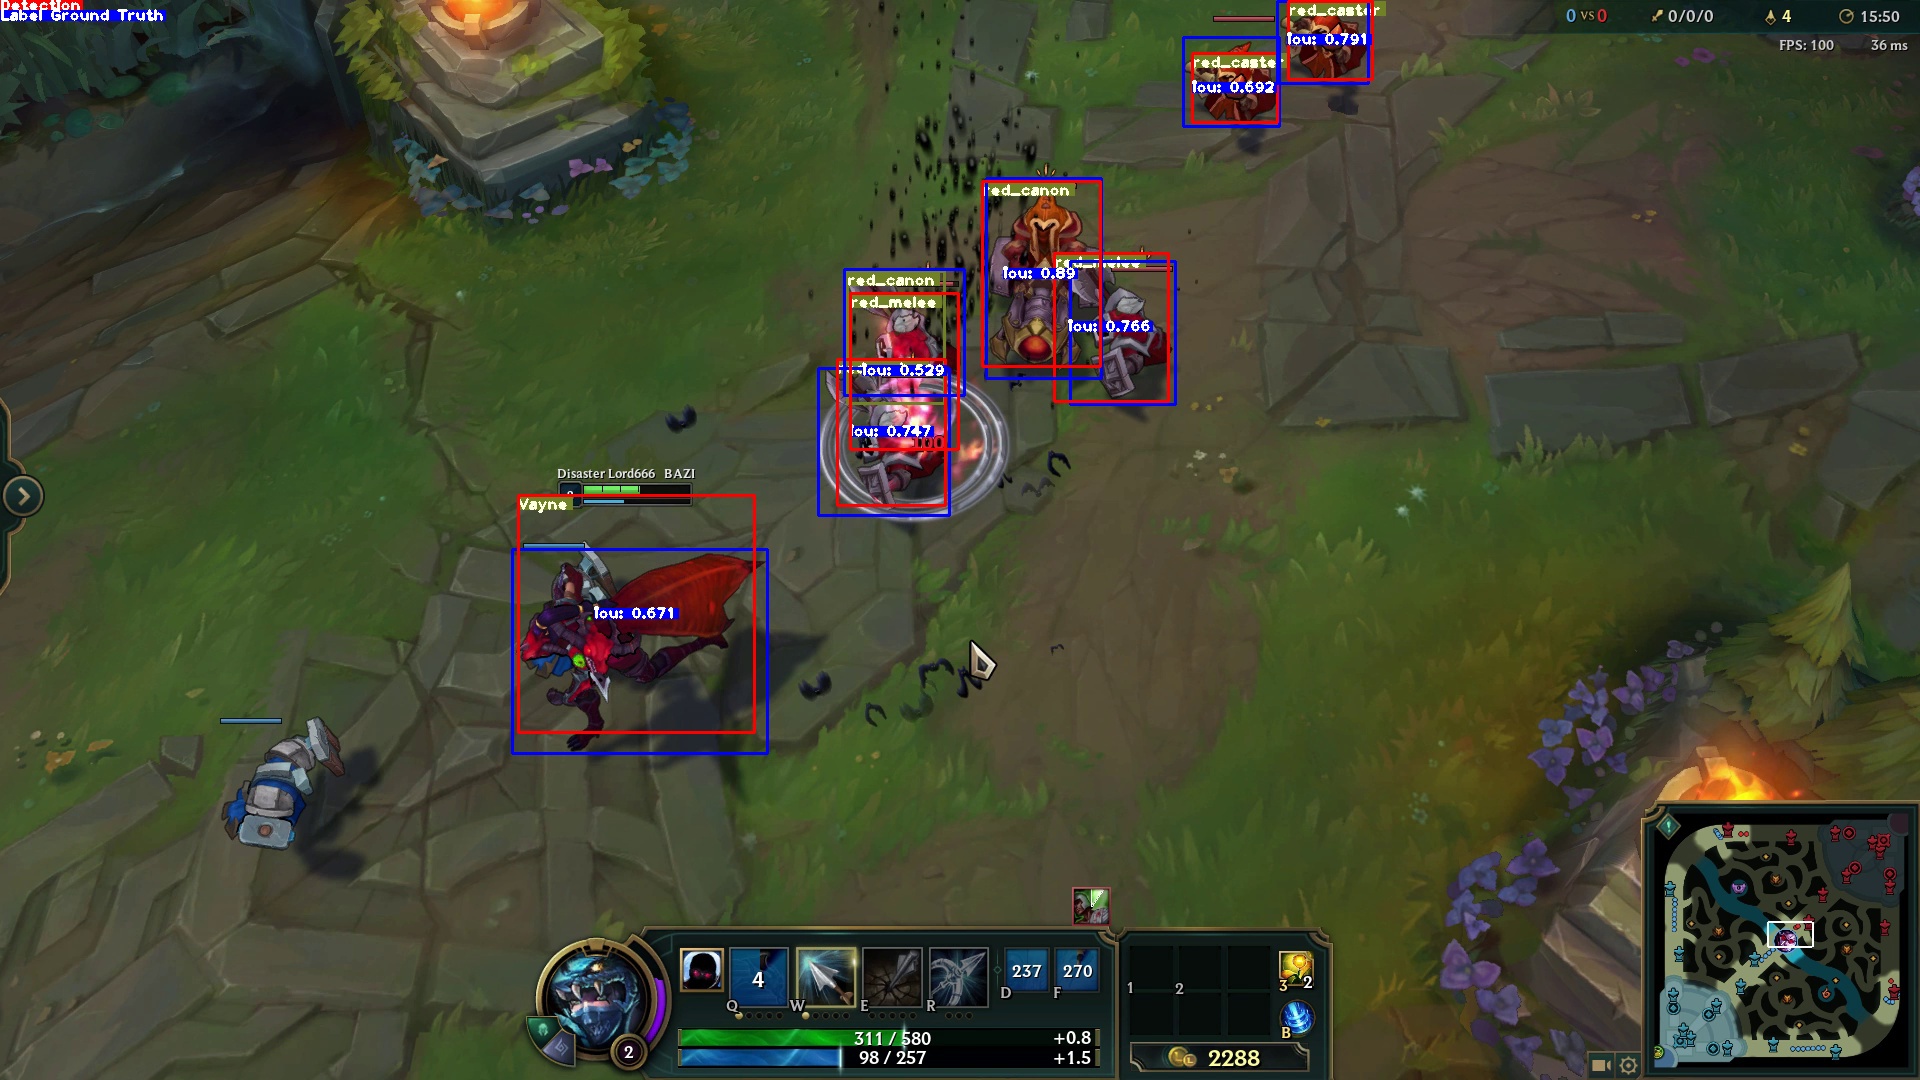 Detection
Label Ground Truth
0 vs 0
0/0/0
4
15:50
FPS: 100
36 ms
red_caster
Iou: 0.791
red_caster
Iou: 0.692
red_canon
Iou: 0.89
red_melee
Iou: 0.766
red_canon
red_melee
Iou: 0.529
Iou: 0.747
100
Disaster Lord666 BAZI
Vayne
Iou: 0.671
4
237
270
Q
W
E
R
D
F
1
2
3
2
B
311 / 580
+0.8
98 / 257
+1.5
2
2288